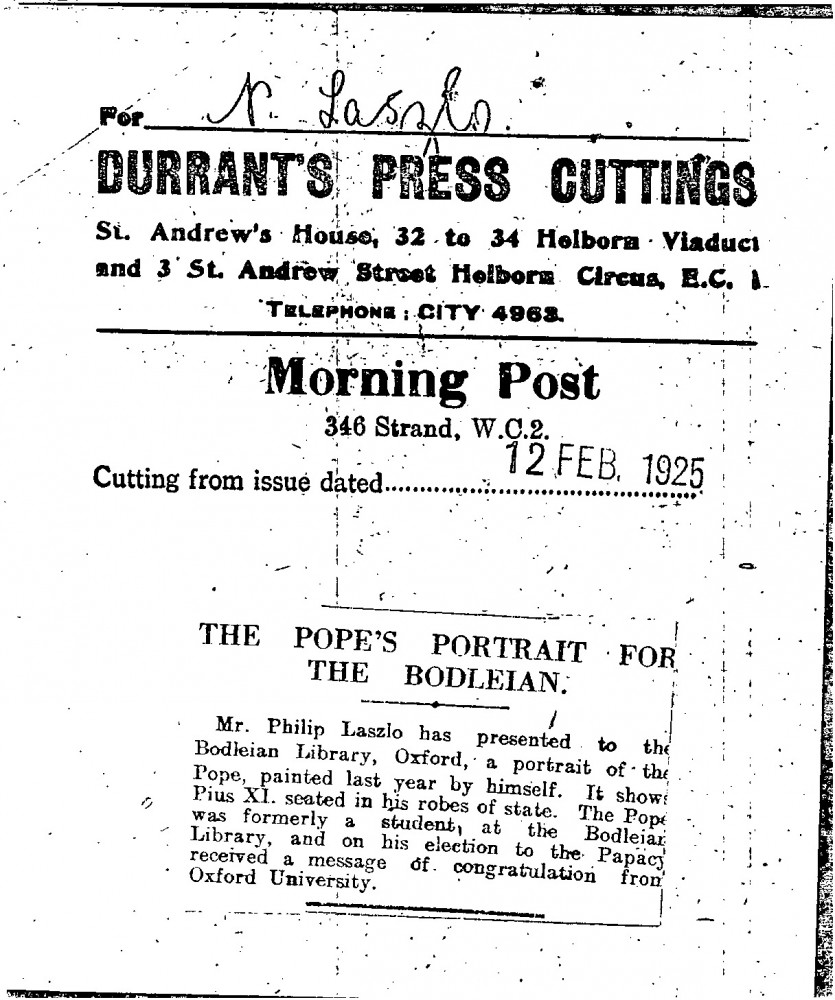 For N. Laszlo.
DURRANT'S PRESS CUTTINGS
St. Andrew's House, 32 to 34 Holborn Viaduct
and 3 St. Andrew Street Holborn Circus, E.C. 1.
TELEPHONE: CITY 4963.
Morning Post
346 Strand, W.C.2.
Cutting from issue dated 12 FEB. 1925
THE POPE'S PORTRAIT FOR
THE BODLEIAN.
Mr. Philip Laszlo has presented to the
Bodleian Library, Oxford, a portrait of the
Pope, painted last year by himself. It shows
Pius XI. seated in his robes of state. The Pope
was formerly a student, at the Bodleian
Library, and on his election to the Papacy
received a message of congratulation from
Oxford University.